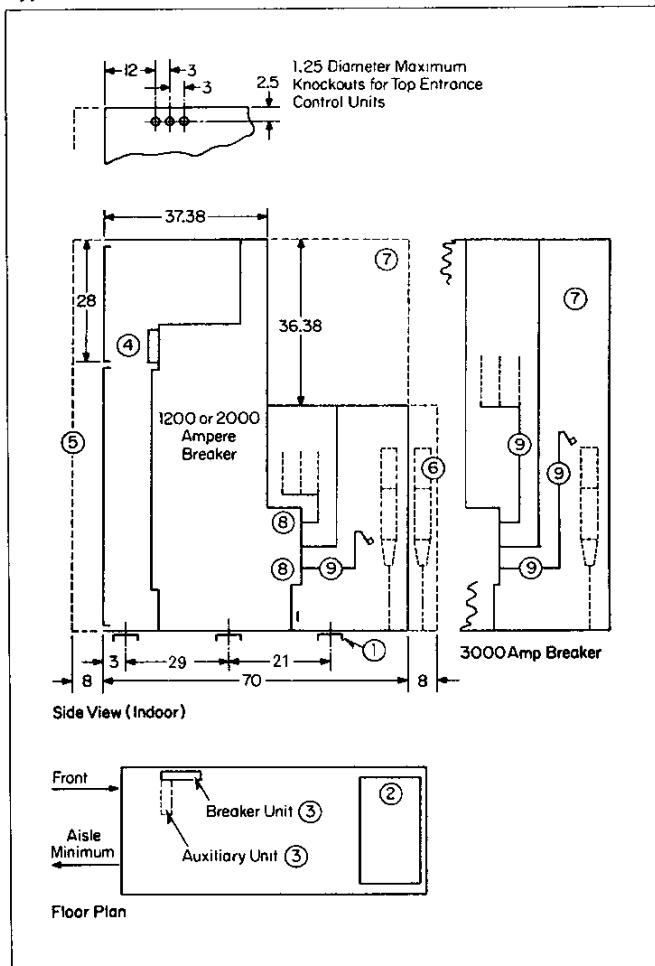 12
3
3
2.5
1.25 Diameter Maximum
Knockouts for Top Entrance
Control Units
37.38
28
36.38
7
7
4
1200 or 2000
Ampere
Breaker
5
6
8
8
9
9
9
9
1
3
29
21
8
70
8
3000 Amp Breaker
Side View (Indoor)
Front
2
Breaker Unit 3
Aisle
Minimum
Auxiliary Unit 3
Floor Plan